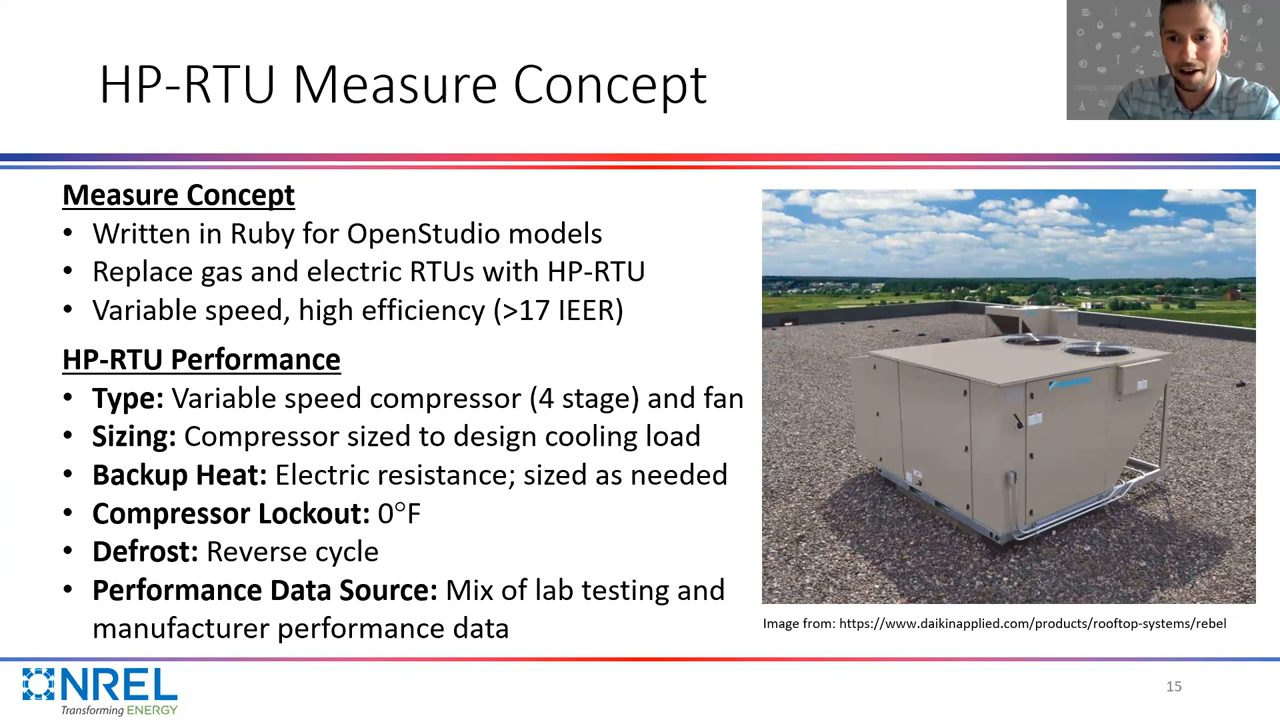 HP-RTU Measure Concept
Measure Concept
• Written in Ruby for OpenStudio models
• Replace gas and electric RTUs with HP-RTU
• Variable speed, high efficiency (>17 IEER)
HP-RTU Performance
• Type: Variable speed compressor (4 stage) and fan
• Sizing: Compressor sized to design cooling load
• Backup Heat: Electric resistance; sized as needed
• Compressor Lockout: 0°F
• Defrost: Reverse cycle
• Performance Data Source: Mix of lab testing and
manufacturer performance data
Image from: https://www.daikinapplied.com/products/rooftop-systems/rebel
NREL
Transforming ENERGY
15